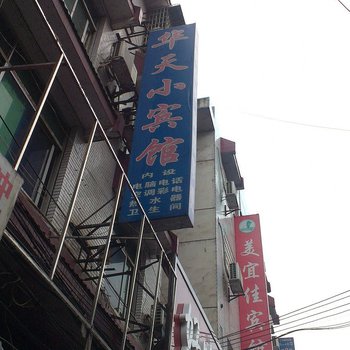 华天小宾馆
内设
电脑电话
空调彩电
热水器
卫生间
美宜佳宾